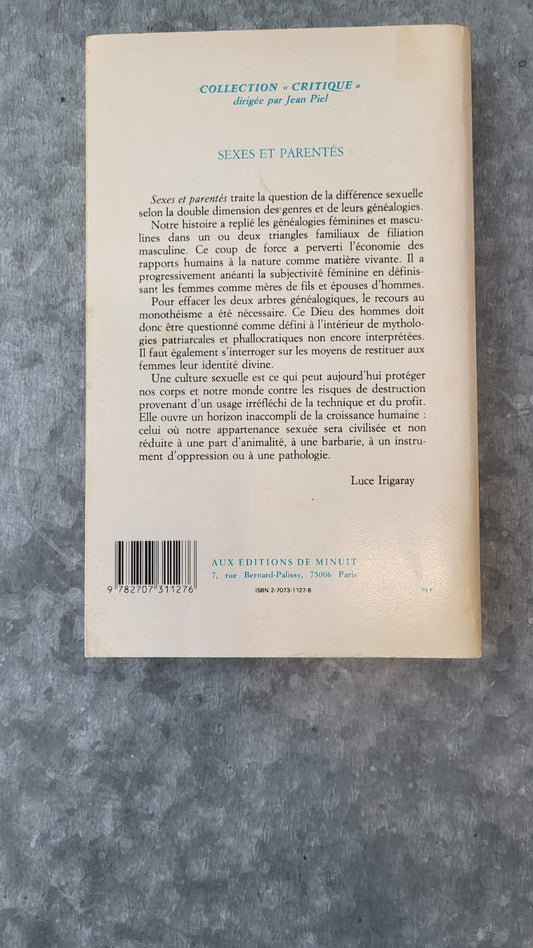 COLLECTION « CRITIQUE »
dirigée par Jean Piel
SEXES ET PARENTÉS
Sexes et parentés traite la question de la différence sexuelle
selon la double dimension des genres et de leurs généalogies.
Notre histoire a replié les généalogies féminines et mascu-
lines dans un ou deux triangles familiaux de filiation
masculine. Ce coup de force a perverti l'économie des
rapports humains à la nature comme matière vivante. Il a
progressivement anéanti la subjectivité féminine en définis-
sant les femmes comme mères de fils et épouses d'hommes.
Pour effacer les deux arbres généalogiques, le recours au
monothéisme a été nécessaire. Ce Dieu des hommes doit
donc être questionné comme défini à l'intérieur de mytholo-
gies patriarcales et phallocratiques non encore interprétées.
Il faut également s'interroger sur les moyens de restituer aux
femmes leur identité divine.
Une culture sexuelle est ce qui peut aujourd'hui protéger
nos corps et notre monde contre les risques de destruction
provenant d'un usage irréfléchi de la technique et du profit.
Elle ouvre un horizon inaccompli de la croissance humaine :
celui où notre appartenance sexuée sera civilisée et non
réduite à une part d'animalité, à une barbarie, à un instru-
ment d'oppression ou à une pathologie.
Luce Irigaray
AUX ÉDITIONS DE MINUIT
7, rue Bernard-Palissy, 75006 Paris
9 782707 311276
ISBN 2-7073-1127-8
79 F